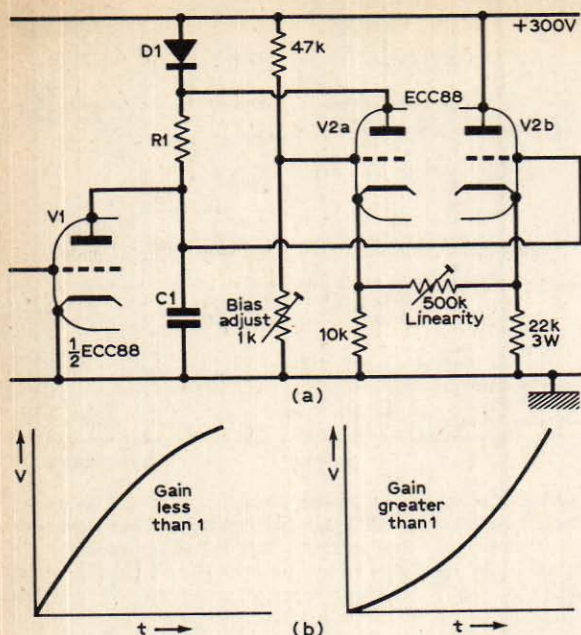 D1
47k
+300V
ECC88
V2a
V2b
R1
V1
C1
Bias
adjust
1k
500k
Linearity
10k
22k
3W
½ECC88
(a)
V
Gain
less
than 1
t
V
Gain
greater
than 1
t
(b)